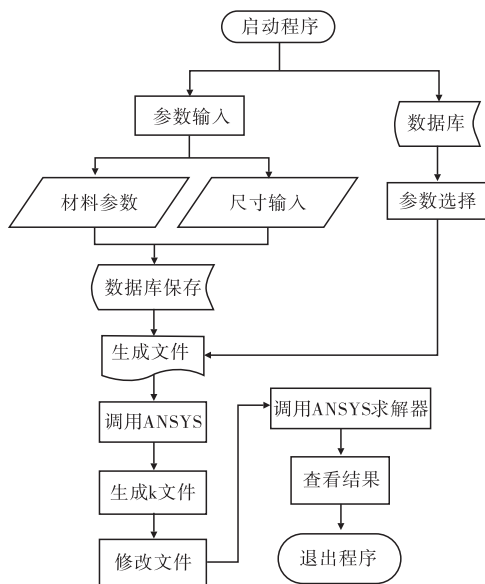 启动程序
参数输入
数据库
材料参数
尺寸输入
参数选择
数据库保存
生成文件
调用ANSYS
调用ANSYS求解器
生成k文件
查看结果
修改文件
退出程序